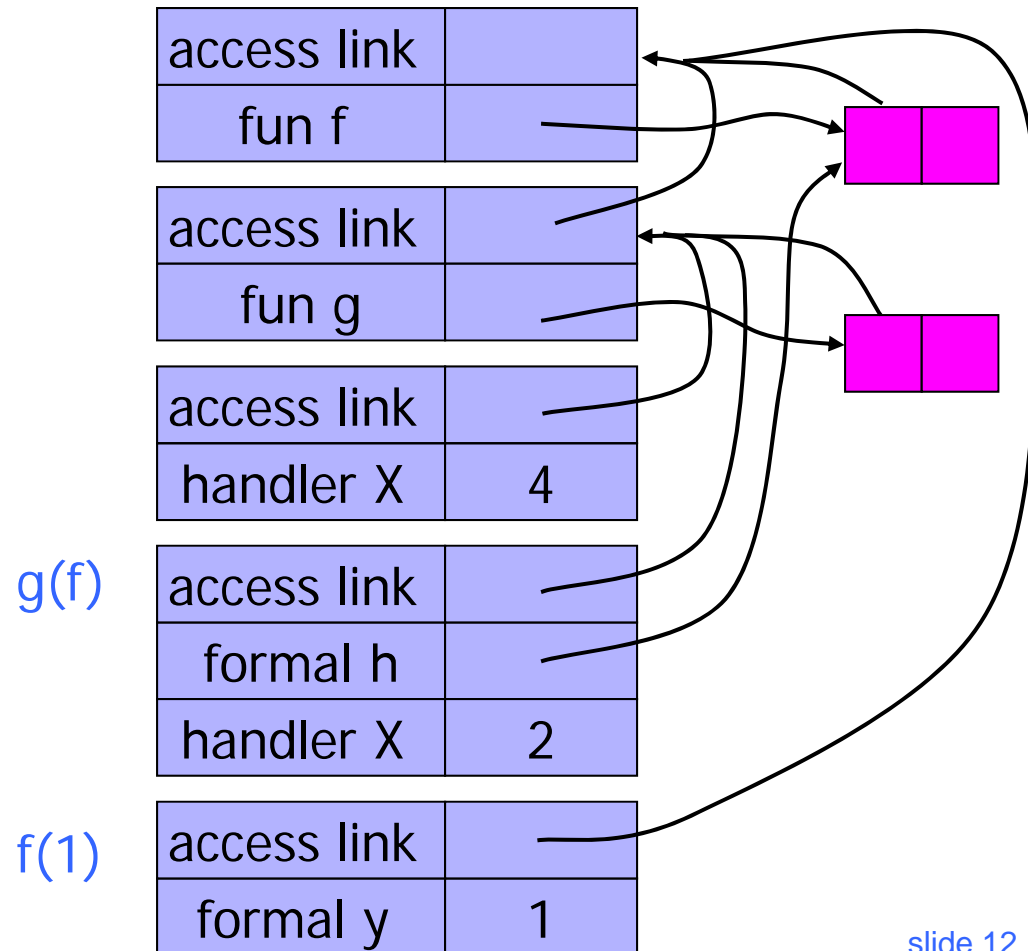 access link
fun f
access link
fun g
access link
handler X 4
g(f)
access link
formal h
handler X 2
f(1)
access link
formal y 1
slide 12